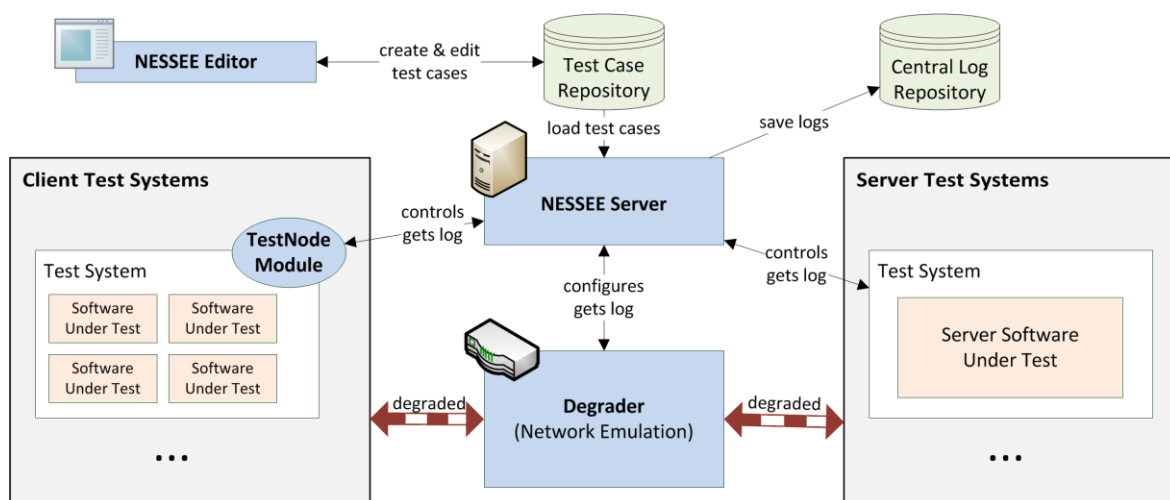 NESSEE Editor
create & edit
test cases
Test Case
Repository
Central Log
Repository
load test cases
save logs
Client Test Systems
NESSEE Server
Server Test Systems
controls
gets log
TestNode
Module
Test System
Software
Under Test
Software
Under Test
Software
Under Test
Software
Under Test
configures
gets log
controls
gets log
Test System
Server Software
Under Test
degraded
Degrader
(Network Emulation)
degraded
...
...